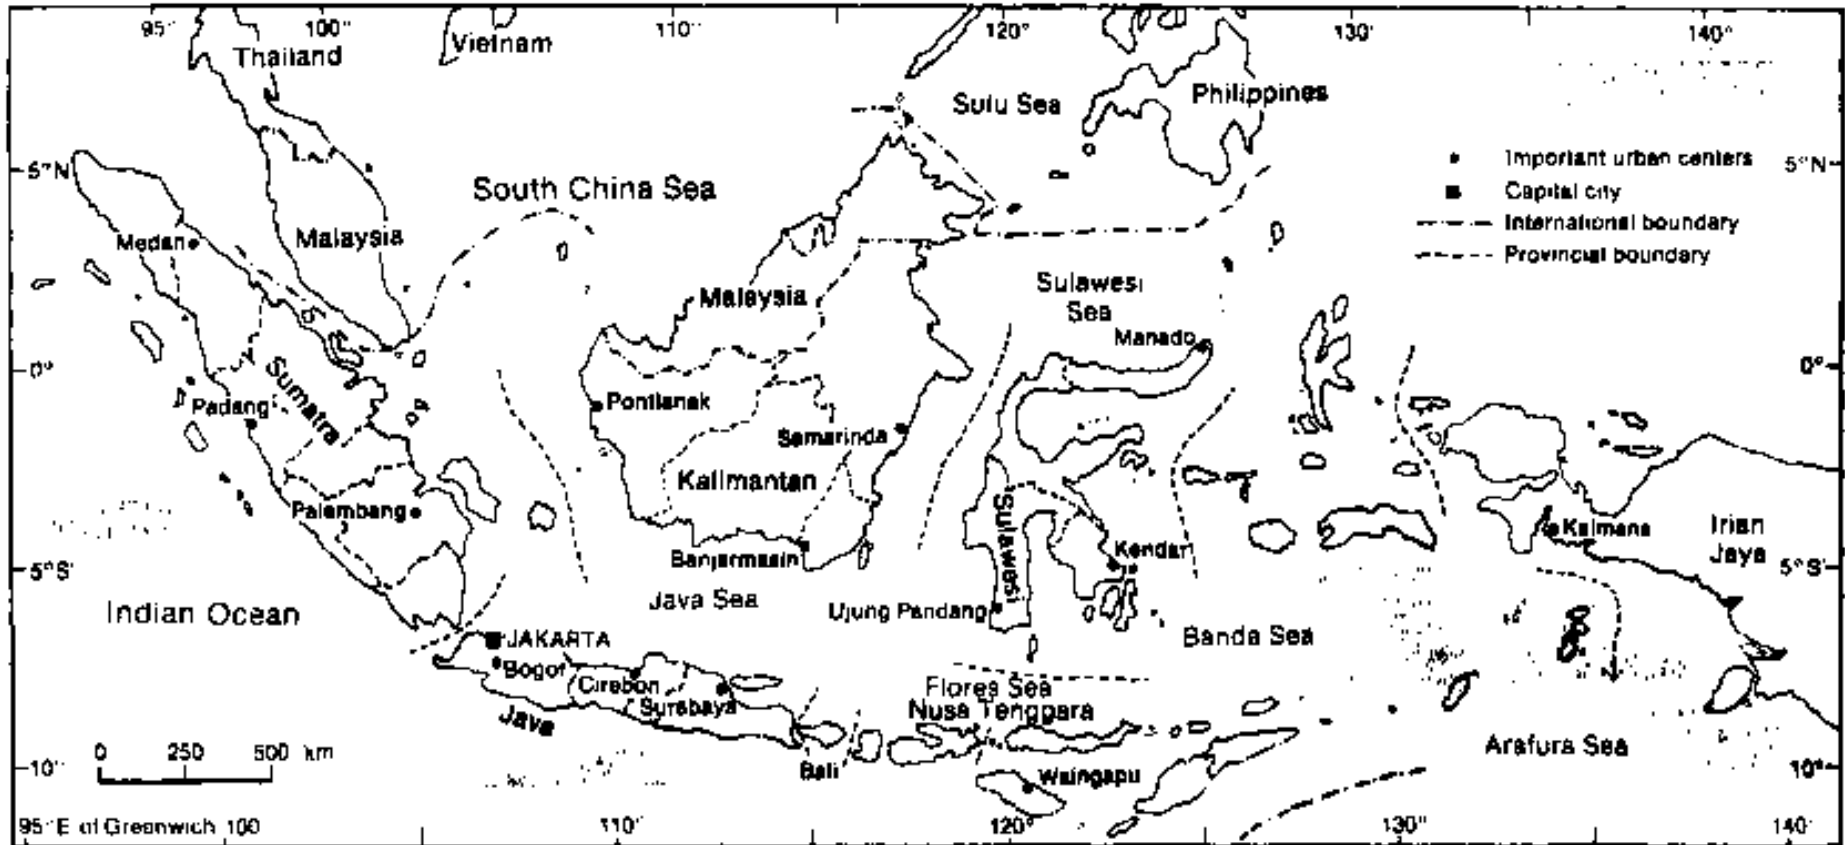 95° 100° 110° 120° 130° 140°
Thailand
Vietnam
Sulu Sea
Philippines
Important urban centers
5°N
5°N
South China Sea
Capital city
International boundary
Medan
Malaysia
Provincial boundary
Malaysia
Sulawesi
Sea
Manado
0°
0°
Sumatra
Padang
Pontianak
Samarinda
Kalimantan
Palembang
Sulawesi
Kaimana
Irian
Jaya
Banjarmasin
Kendari
5°S
5°S
Indian Ocean
Java Sea
Ujung Pandang
Banda Sea
JAKARTA
Bogor
Cirebon
Surabaya
Flores Sea
Nusa Tenggara
Java
0 250 500 km
Arafura Sea
10°
Bali
Waingapu
10°
95°E of Greenwich 100 110° 120° 130° 140°